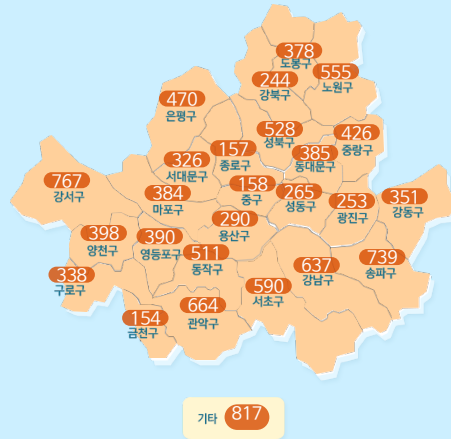 378
도봉구
244
강북구
555
노원구
470
은평구
528
성북구
426
중랑구
157
종로구
385
동대문구
326
서대문구
767
강서구
384
마포구
158
중구
265
성동구
253
광진구
351
강동구
290
용산구
398
양천구
390
영등포구
511
동작구
739
송파구
637
강남구
338
구로구
590
서초구
664
관악구
154
금천구
기타 817